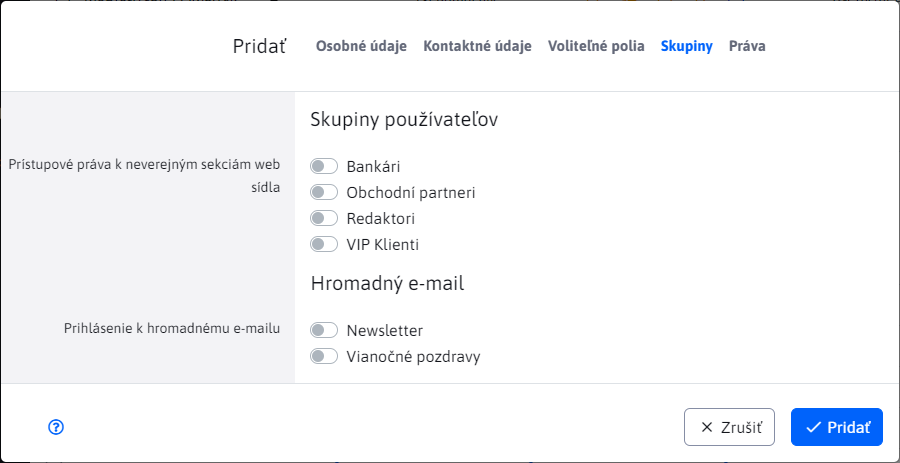 Pridať
Osobné údaje Kontaktné údaje Voliteľné polia Skupiny Práva
Skupiny používateľov
Prístupové práva k neverejným sekciám web
sídla
Bankári
Obchodní partneri
Redaktori
VIP Klienti
Hromadný e-mail
Prihlásenie k hromadnému e-mailu
Newsletter
Vianočné pozdravy
Zrušiť
Pridať